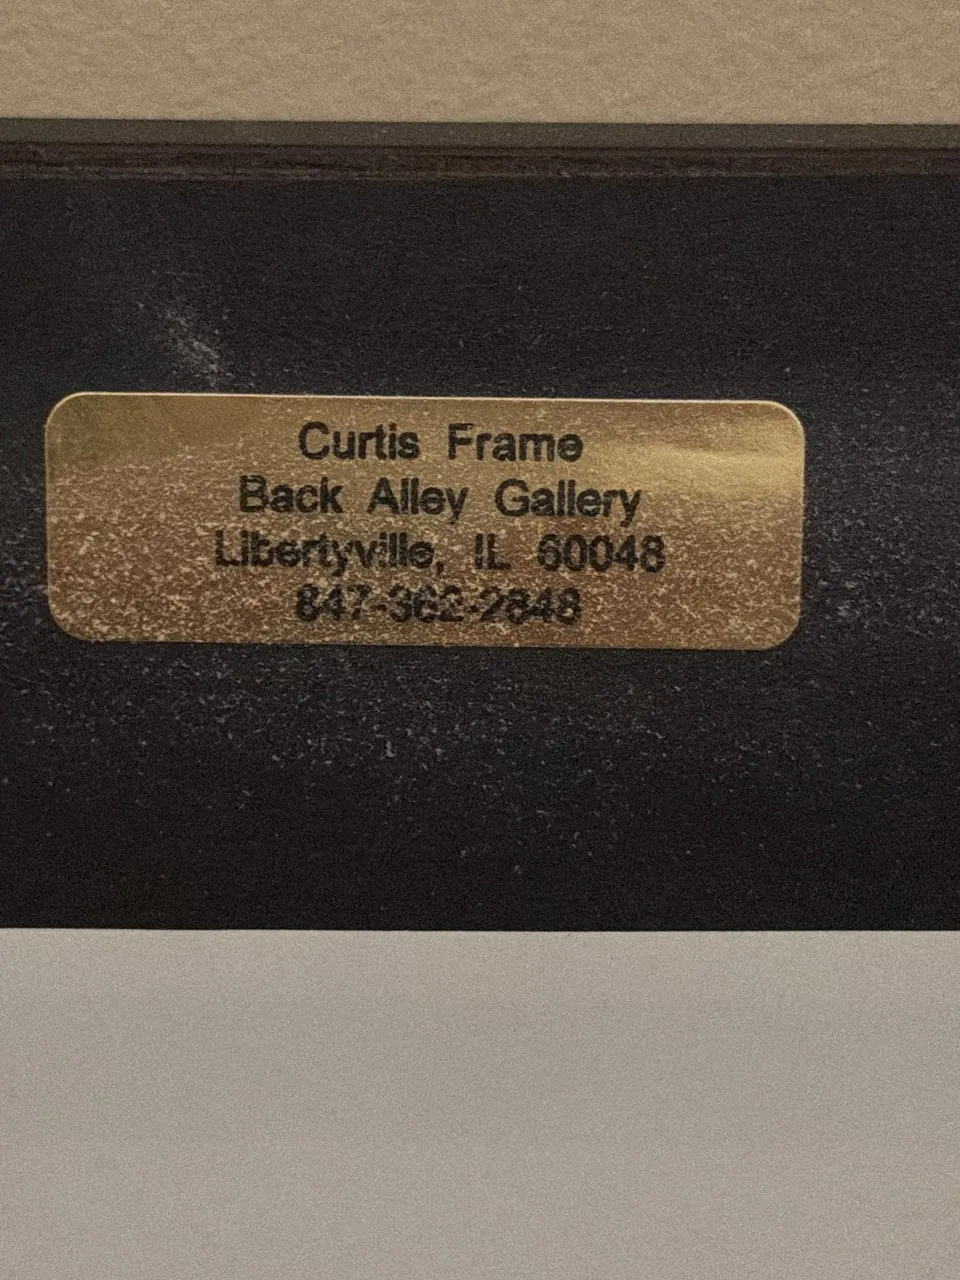 Curtis Frame
Back Alley Gallery
Libertyville, IL 60048
847-362-2848